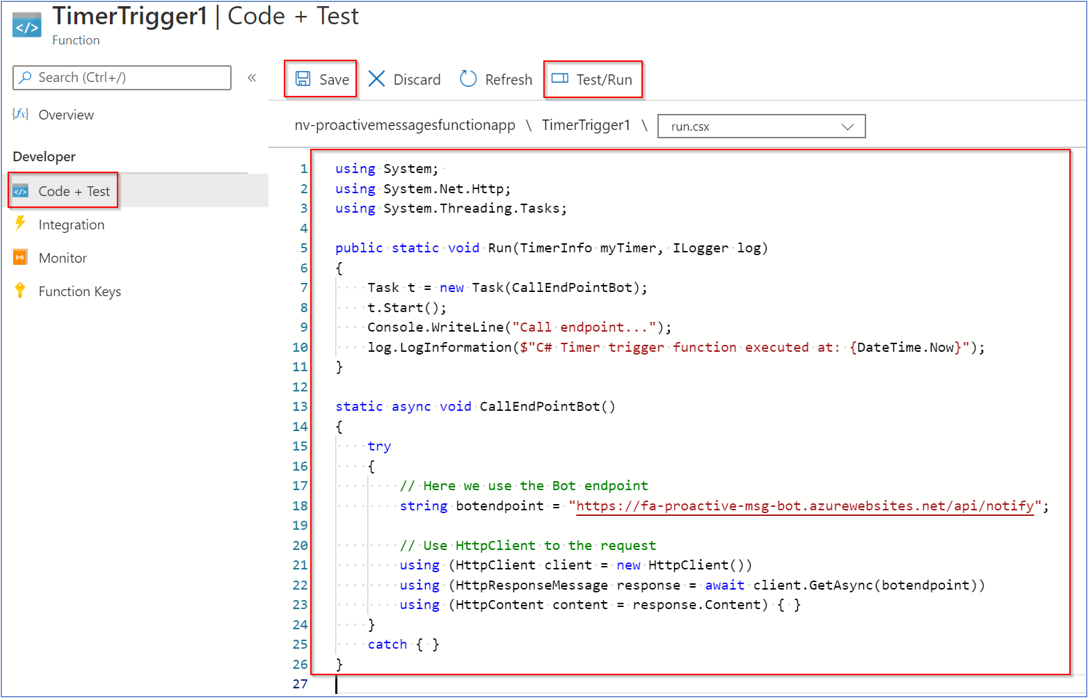 TimerTrigger1 | Code + Test
Function
Search (Ctrl+/)
«
Save
Discard
Refresh
Test/Run
Overview
nv-proactivemessagesfunctionapp \ TimerTrigger1 \ run.csx
Developer
Code + Test
Integration
Monitor
Function Keys
1 using System;
2 using System.Net.Http;
3 using System.Threading.Tasks;
4
5 public static void Run(TimerInfo myTimer, ILogger log)
6 {
7     Task t = new Task(CallEndPointBot);
8     t.Start();
9     Console.WriteLine("Call endpoint...");
10     log.LogInformation($"C# Timer trigger function executed at: {DateTime.Now}");
11 }
12
13 static async void CallEndPointBot()
14 {
15     try
16     {
17         // Here we use the Bot endpoint
18         string botendpoint = "https://fa-proactive-msg-bot.azurewebsites.net/api/notify";
19
20         // Use HttpClient to the request
21         using (HttpClient client = new HttpClient())
22         using (HttpResponseMessage response = await client.GetAsync(botendpoint))
23         using (HttpContent content = response.Content) { }
24     }
25     catch { }
26 }
27